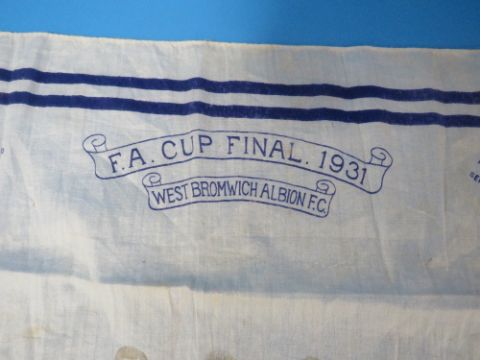 F.A. CUP FINAL. 1931
WEST BROMWICH ALBION F.C.